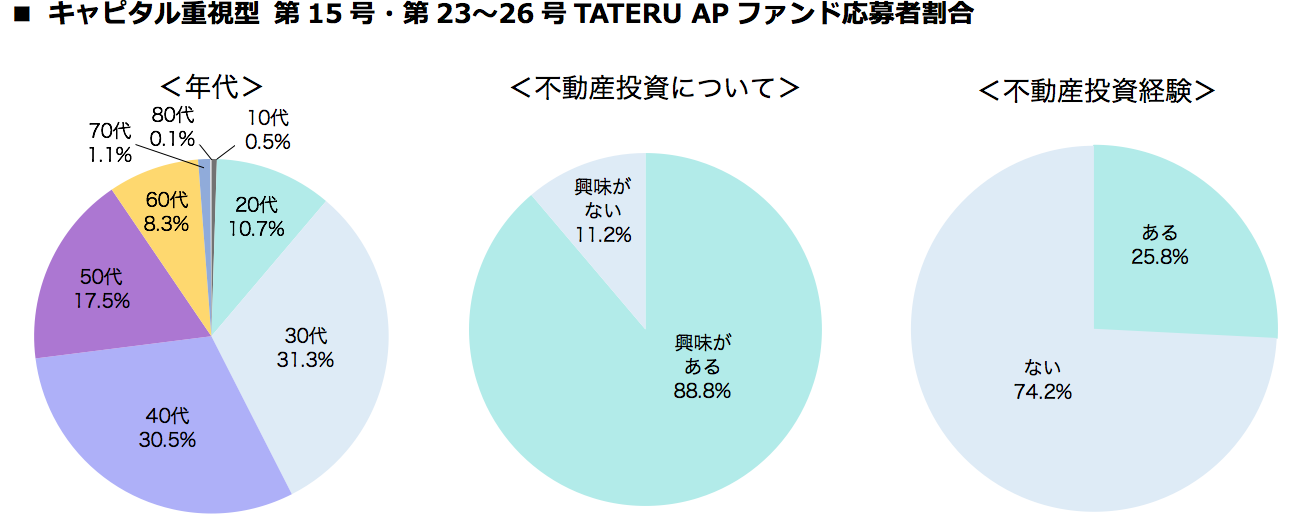 ■ キャピタル重視型 第 15 号・第 23～26 号 TATERU AP ファンド応募者割合
＜年代＞
80代
0.1%
10代
0.5%
70代
1.1%
60代
8.3%
20代
10.7%
50代
17.5%
30代
31.3%
40代
30.5%
＜不動産投資について＞
興味が
ない
11.2%
興味が
ある
88.8%
＜不動産投資経験＞
ある
25.8%
ない
74.2%